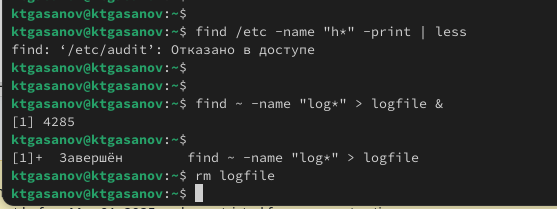 ktgasanov@ktgasanov:~$
ktgasanov@ktgasanov:~$ find /etc -name "h*" -print | less
find: ‘/etc/audit’: Отказано в доступе
ktgasanov@ktgasanov:~$
ktgasanov@ktgasanov:~$
ktgasanov@ktgasanov:~$ find ~ -name "log*" > logfile &
[1] 4285
ktgasanov@ktgasanov:~$
[1]+  Завершён        find ~ -name "log*" > logfile
ktgasanov@ktgasanov:~$ rm logfile
ktgasanov@ktgasanov:~$